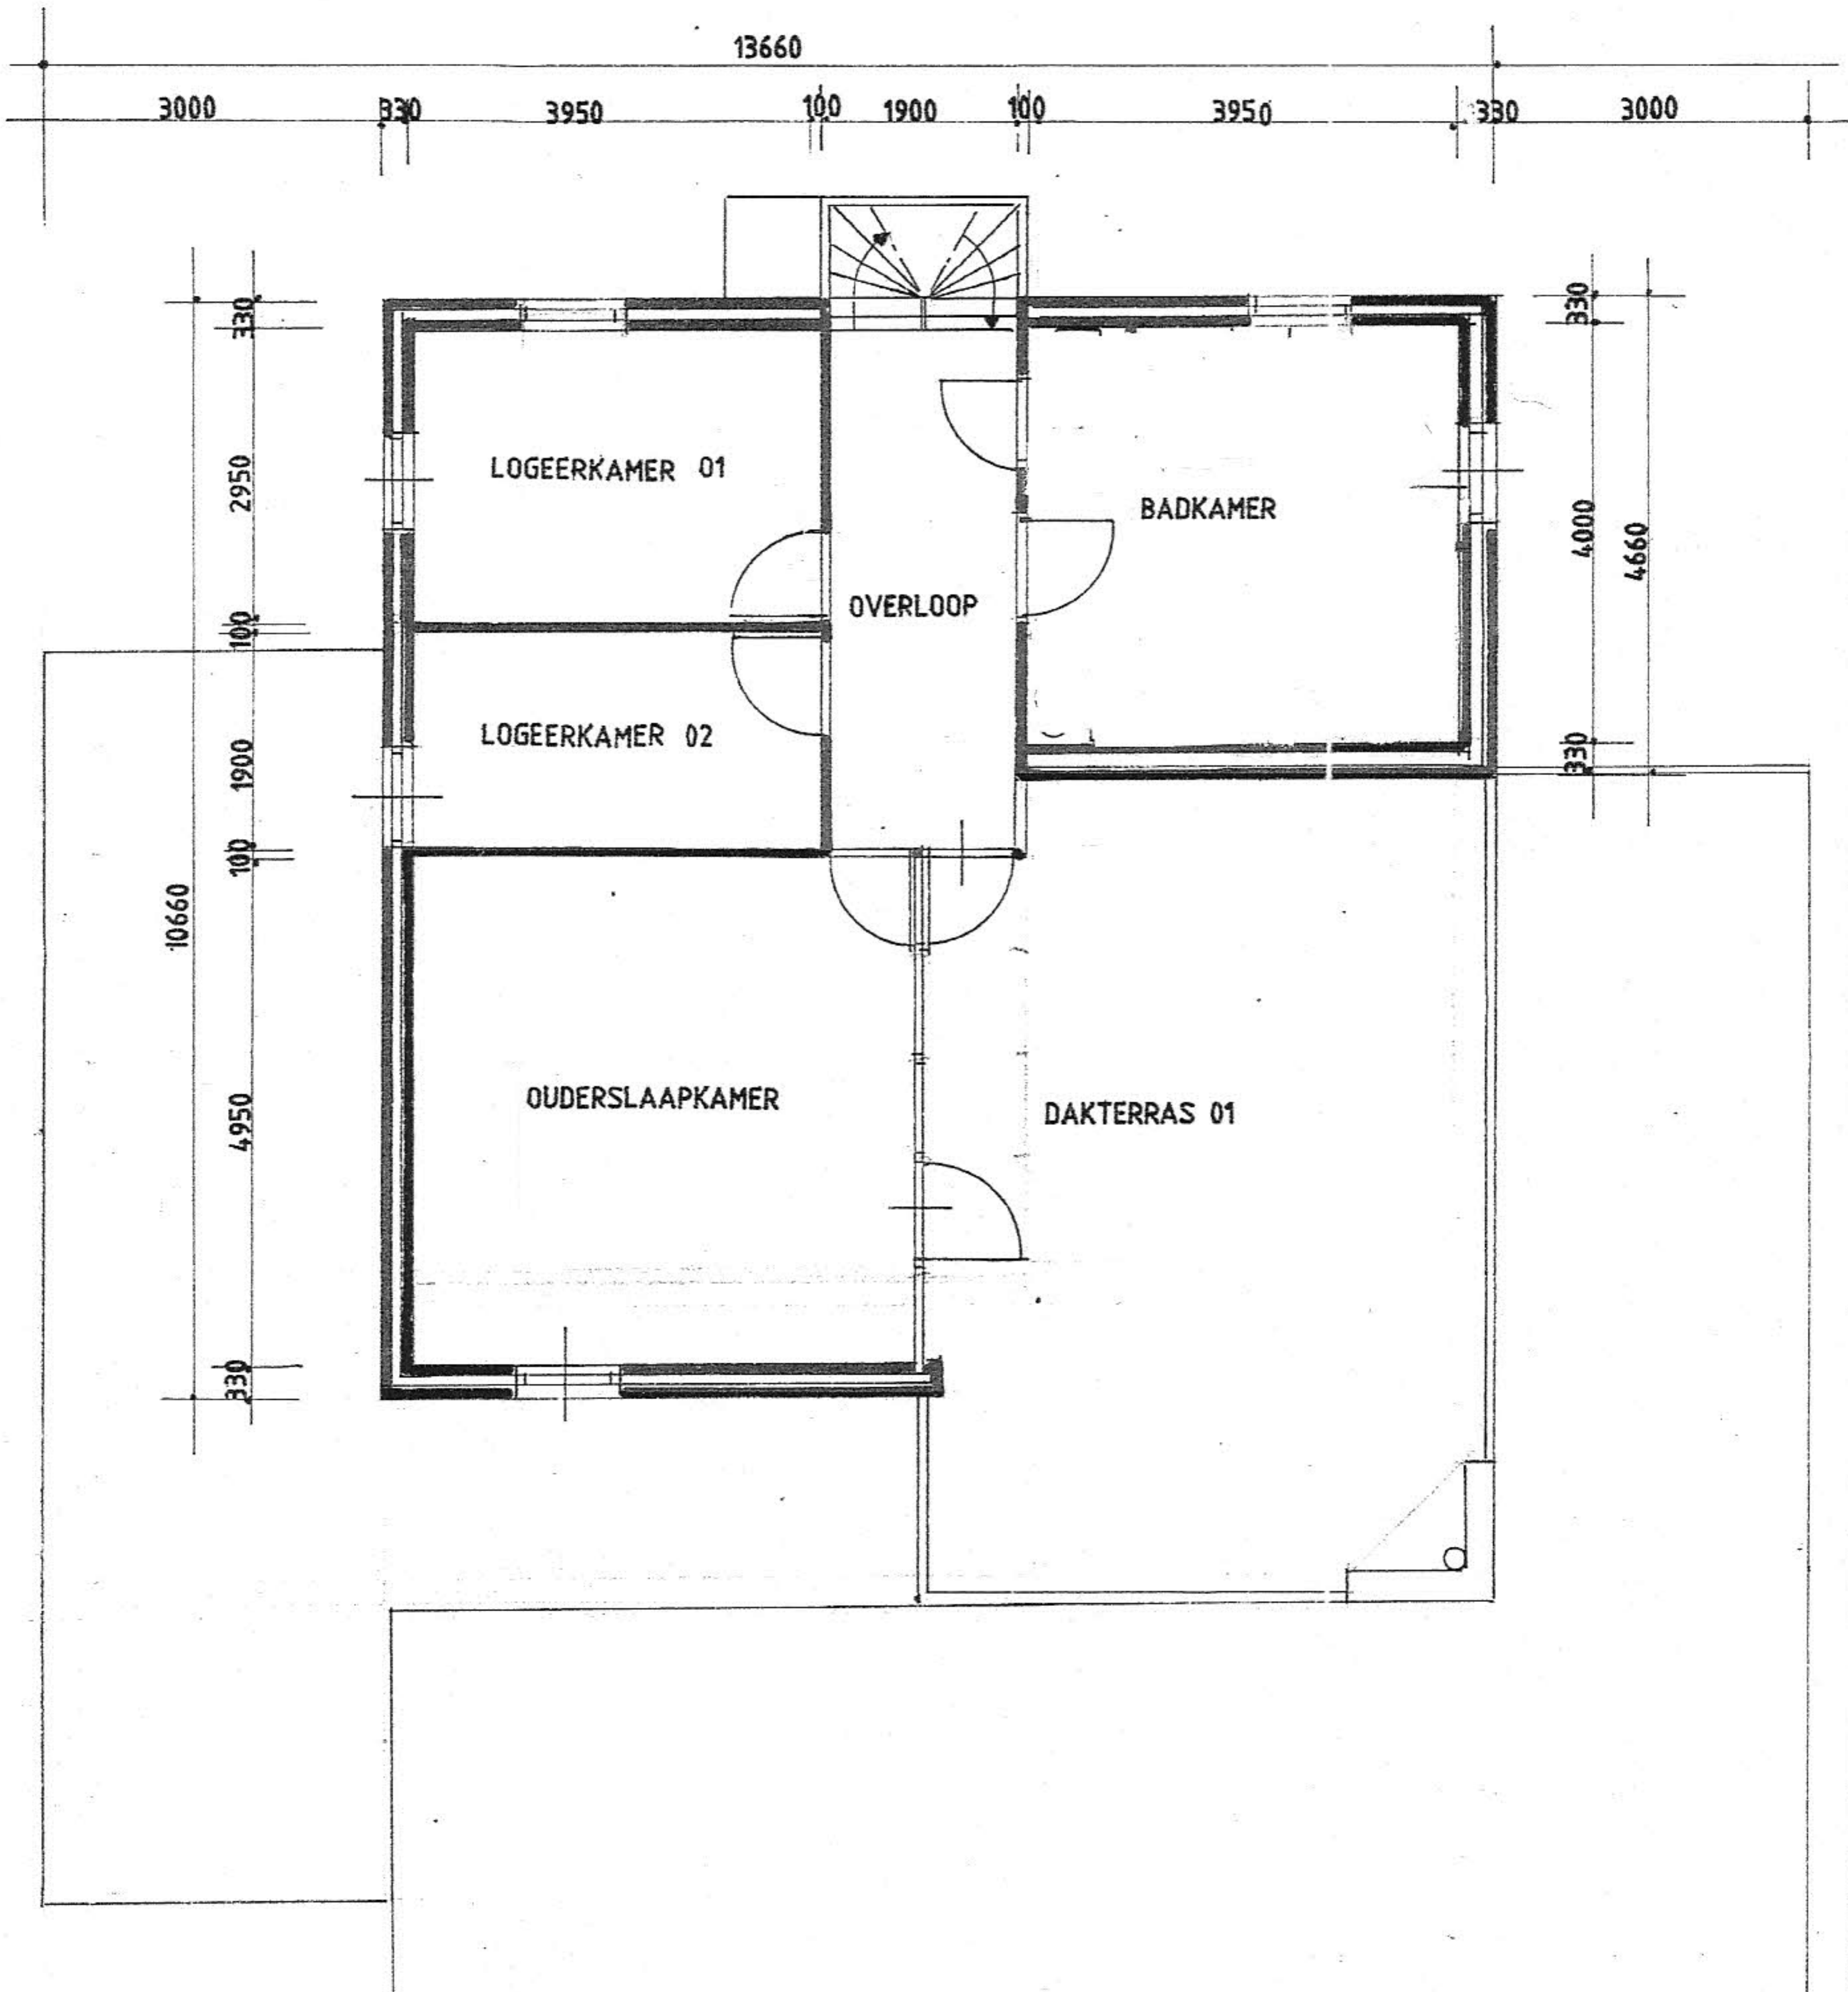 13660
3000 330 3950 100 1900 100 3950 330 3000
330
330
2950
LOGEERKAMER 01
BADKAMER
4000
4660
OVERLOOP
100
LOGEERKAMER 02
1900
330
100
10660
4950
OUDERSLAAPKAMER
DAKTERRAS 01
330